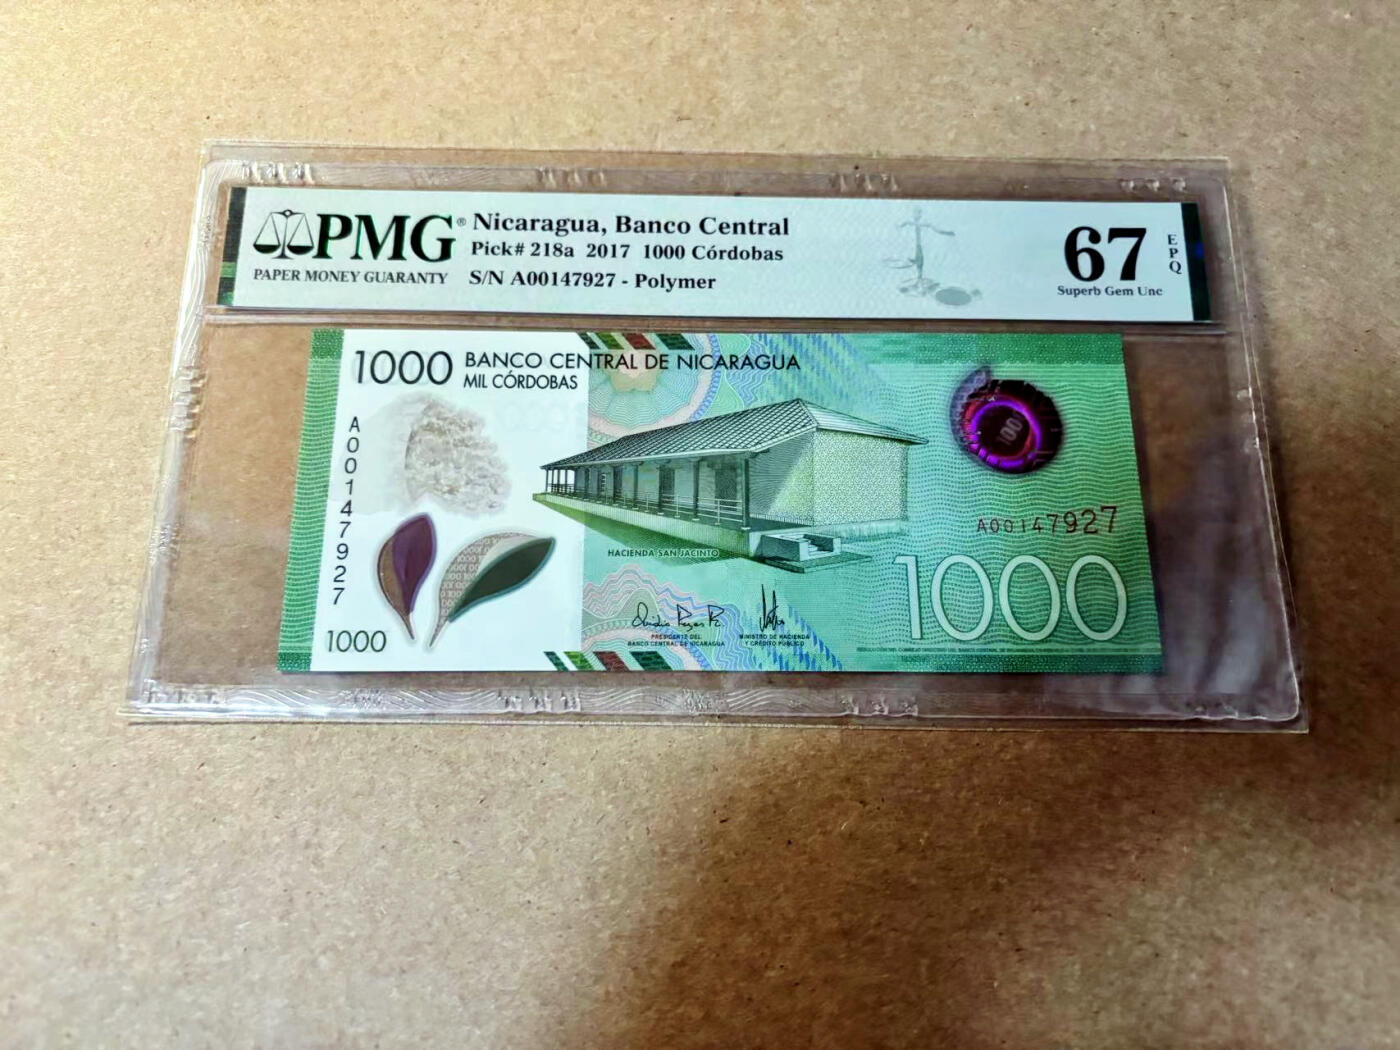 PMG®
PAPER MONEY GUARANTY
Nicaragua, Banco Central
Pick# 218a 2017 1000 Córdobas
S/N A00147927 - Polymer
67
EPQ
Superb Gem Unc
1000 BANCO CENTRAL DE NICARAGUA
MIL CÓRDOBAS
A00147927
1000
HACIENDA SAN JACINTO
PRESIDENTE DEL
BANCO CENTRAL DE NICARAGUA
MINISTRO DE HACIENDA
Y CRÉDITO PÚBLICO
A00147927
1000